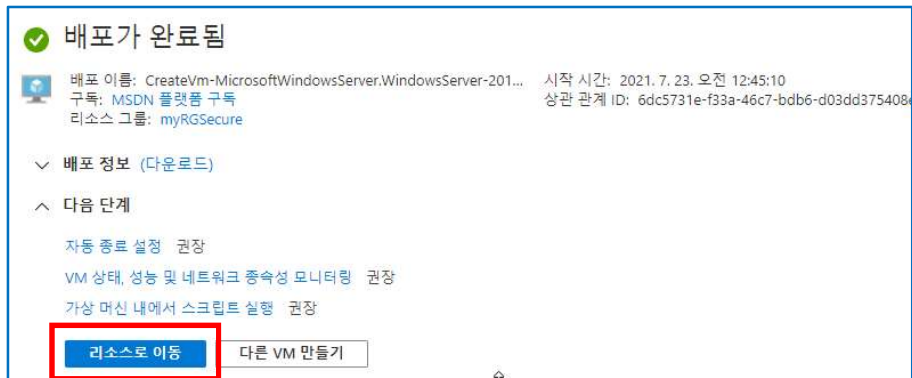 배포가 완료됨
배포 이름: CreateVm-MicrosoftWindowsServer.WindowsServer-201... 시작 시간: 2021. 7. 23. 오전 12:45:10
구독: MSDN 플랫폼 구독 상관 관계 ID: 6dc5731e-f33a-46c7-bdb6-d03dd375408e
리소스 그룹: myRGSecure
배포 정보 (다운로드)
다음 단계
자동 종료 설정 권장
VM 상태, 성능 및 네트워크 종속성 모니터링 권장
가상 머신 내에서 스크립트 실행 권장
리소스로 이동 다른 VM 만들기